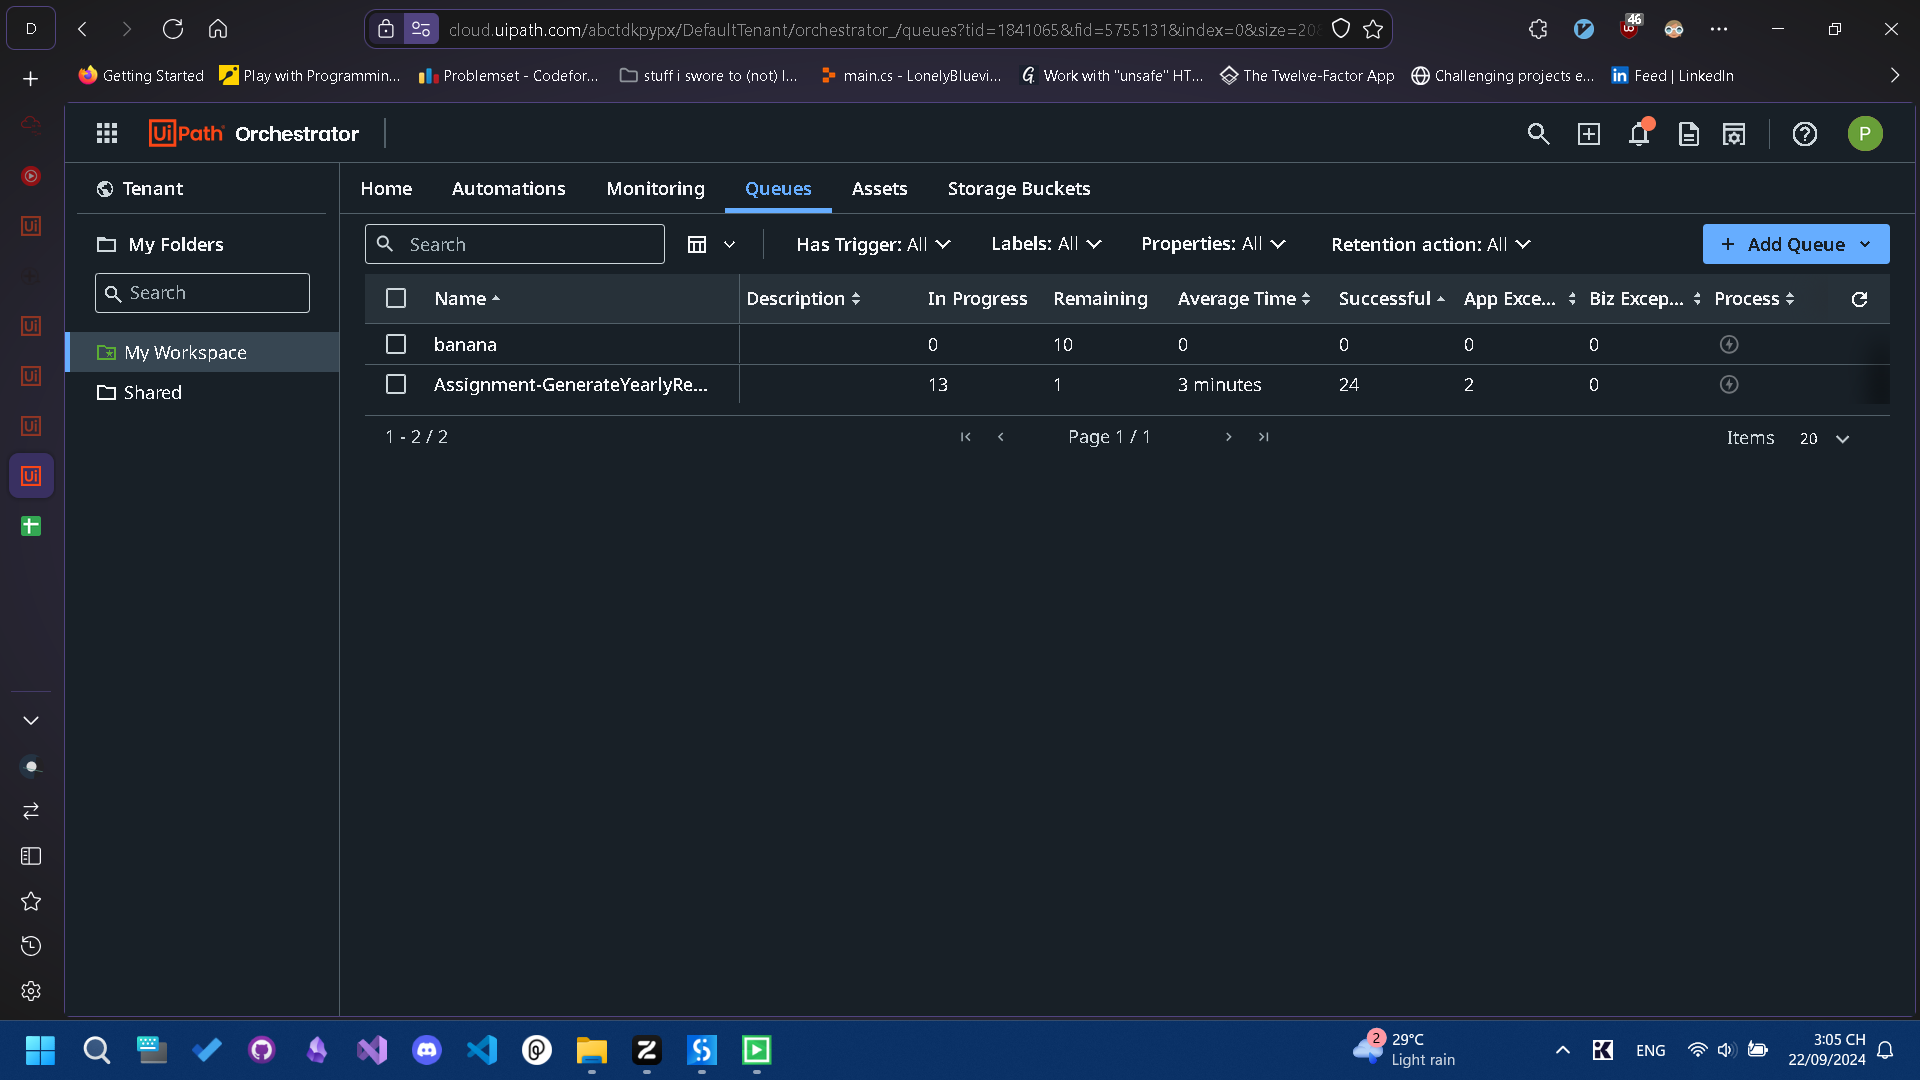 D
cloud.uipath.com/abctdkpypx/DefaultTenant/orchestrator_/queues?tid=1841065&fid=5755131&index=0&size=20
46
Getting Started
Play with Programmin...
Problemset - Codefor...
stuff i swore to (not) l...
main.cs - LonelyBluevi...
Work with "unsafe" HT...
The Twelve-Factor App
Challenging projects e...
Feed | LinkedIn
UiPath Orchestrator
P
Tenant
Home
Automations
Monitoring
Queues
Assets
Storage Buckets
My Folders
Search
My Workspace
Shared
Search
Has Trigger: All
Labels: All
Properties: All
Retention action: All
+ Add Queue
Name
Description
In Progress
Remaining
Average Time
Successful
App Exce...
Biz Excep...
Process
banana
0
10
0
0
0
0
Assignment-GenerateYearlyRe...
13
1
3 minutes
24
2
0
1 - 2 / 2
Page 1 / 1
Items
20
2
29°C
Light rain
ENG
3:05 CH
22/09/2024